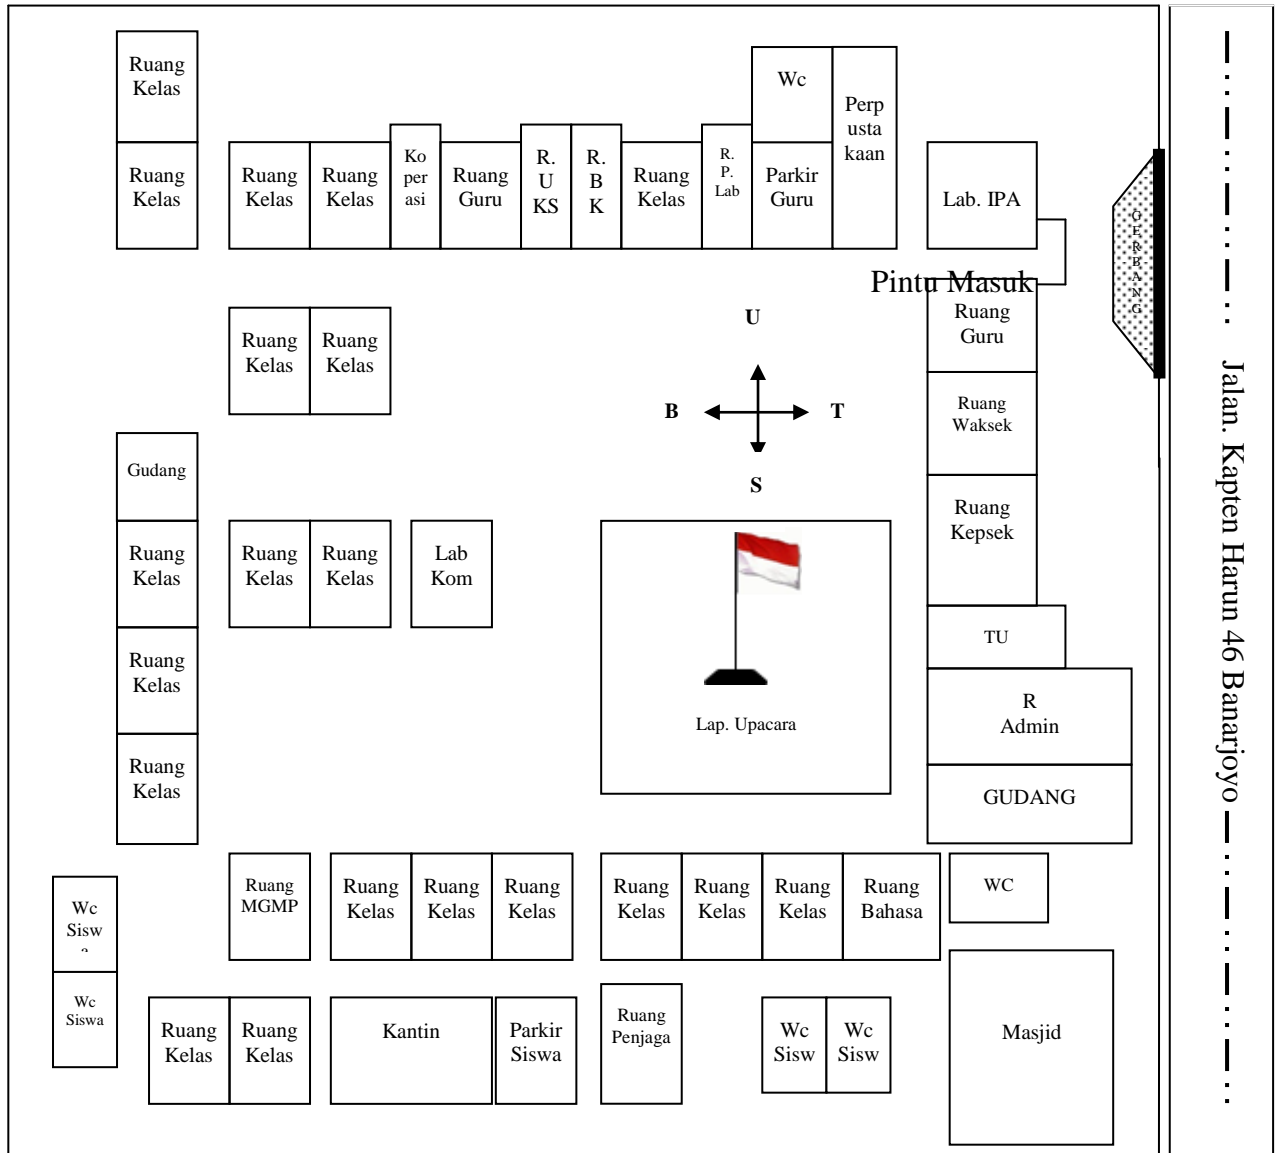 Ruang
Kelas
Wc
Perp
usta
kaan
Ruang
Kelas
Ruang
Kelas
Ruang
Kelas
Ko
per
asi
Ruang
Guru
R.
U
KS
R.
B
K
Ruang
Kelas
R.
P.
Lab
Parkir
Guru
Lab. IPA
G
E
R
B
A
N
G
Pintu Masuk
Ruang
Guru
Ruang
Kelas
Ruang
Kelas
U
B
T
S
Ruang
Waksek
Gudang
Ruang
Kepsek
Jalan. Kapten Harun 46 Banarjoyo
Ruang
Kelas
Ruang
Kelas
Ruang
Kelas
Lab
Kom
TU
Ruang
Kelas
R
Admin
Lap. Upacara
Ruang
Kelas
GUDANG
Ruang
MGMP
Ruang
Kelas
Ruang
Kelas
Ruang
Kelas
Ruang
Kelas
Ruang
Kelas
Ruang
Kelas
Ruang
Bahasa
WC
Wc
Sisw
Wc
Siswa
Ruang
Kelas
Ruang
Kelas
Kantin
Parkir
Siswa
Ruang
Penjaga
Wc
Sisw
Wc
Sisw
Masjid